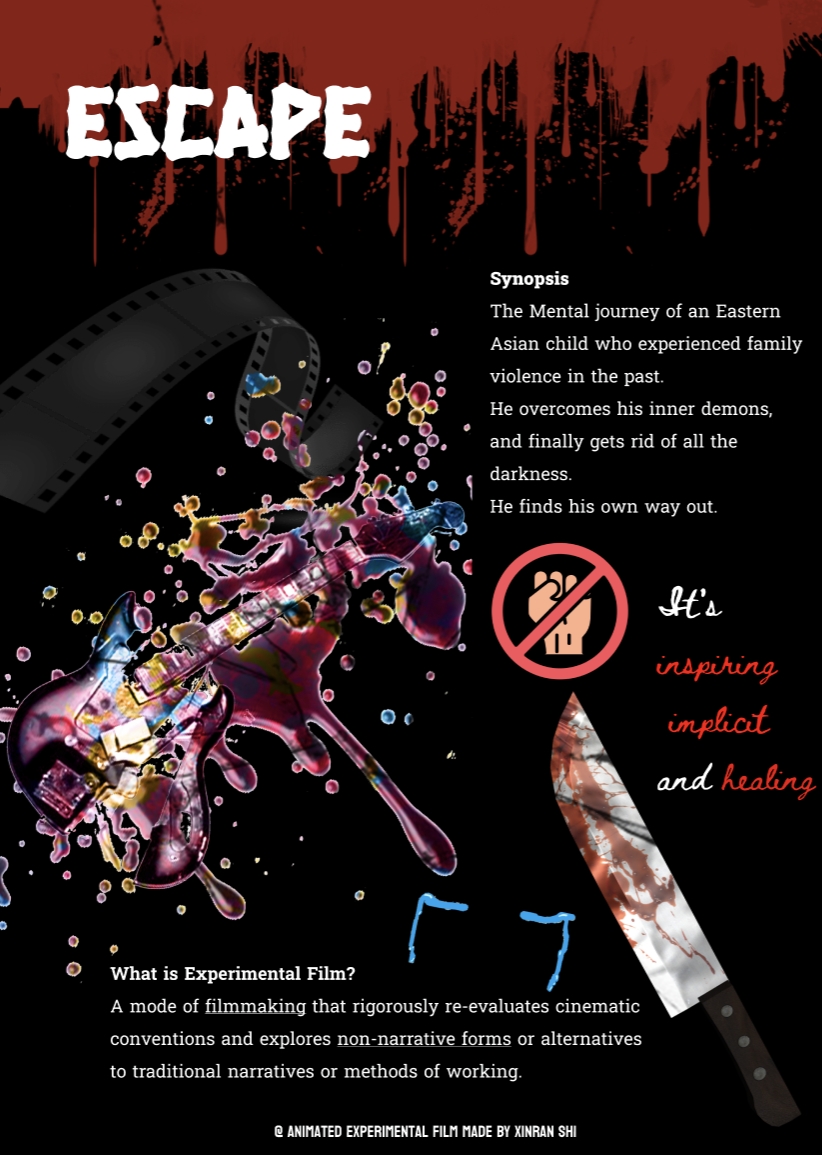 ESCAPE
Synopsis
The Mental journey of an Eastern
Asian child who experienced family
violence in the past.
He overcomes his inner demons,
and finally gets rid of all the
darkness.
He finds his own way out.
It's
inspiring
implicit
and healing
What is Experimental Film?
A mode of filmmaking that rigorously re-evaluates cinematic
conventions and explores non-narrative forms or alternatives
to traditional narratives or methods of working.
@ ANIMATED EXPERIMENTAL FILM MADE BY XINRAN SHI